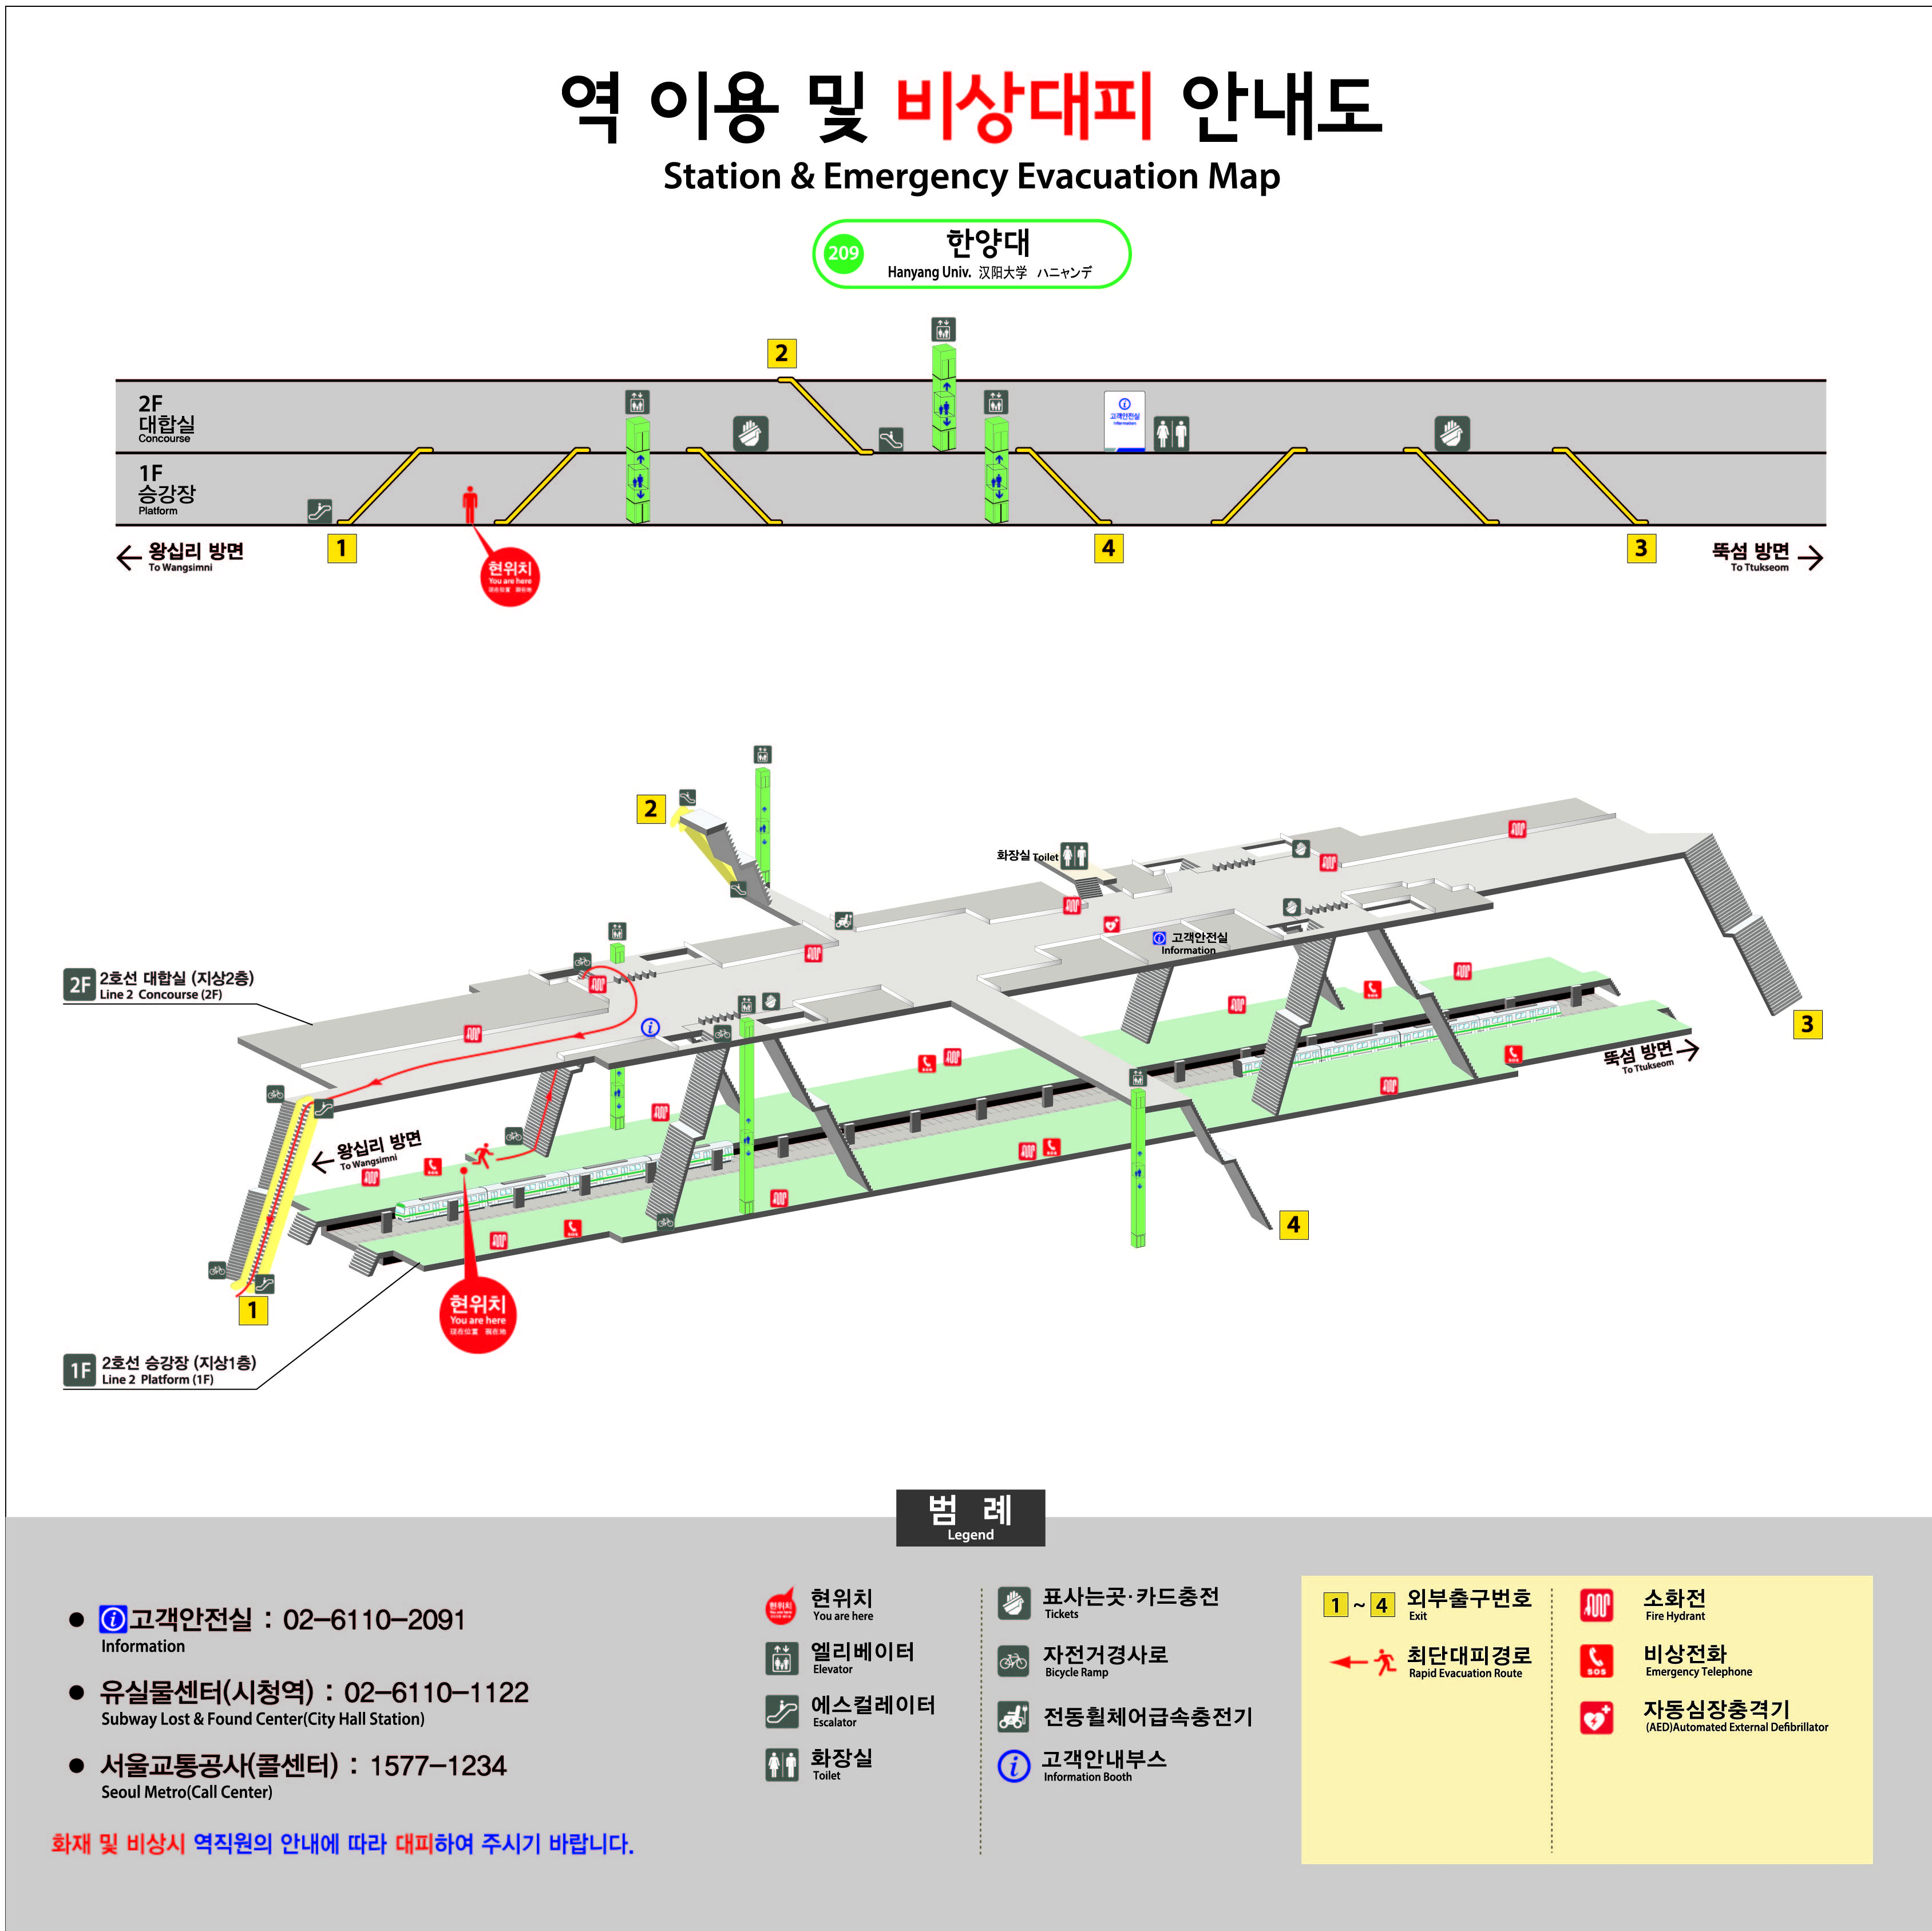 역 이용 및 비상대피 안내도
Station & Emergency Evacuation Map
209
한양대
Hanyang Univ. 汉阳大学 ハニャンデ
2
2F
대합실
Concourse
고객안전실
Information
1F
승강장
Platform
← 왕십리 방면
To Wangsimni
1
현위치
You are here
現在位置 現在地
4
3
뚝섬 방면 →
To Ttukseom
2
화장실 Toilet
고객안전실
Information
2F 2호선 대합실 (지상2층)
Line 2 Concourse (2F)
3
뚝섬 방면 →
To Ttukseom
← 왕십리 방면
To Wangsimni
4
1
현위치
You are here
現在位置 現在地
1F 2호선 승강장 (지상1층)
Line 2 Platform (1F)
범 례
Legend
● 고객안전실 : 02-6110-2091
Information
● 유실물센터(시청역) : 02-6110-1122
Subway Lost & Found Center(City Hall Station)
● 서울교통공사(콜센터) : 1577-1234
Seoul Metro(Call Center)
화재 및 비상시 역직원의 안내에 따라 대피하여 주시기 바랍니다.
현위치
You are here
엘리베이터
Elevator
에스컬레이터
Escalator
화장실
Toilet
표사는곳·카드충전
Tickets
자전거경사로
Bicycle Ramp
전동휠체어급속충전기
고객안내부스
Information Booth
1 ~ 4 외부출구번호
Exit
최단대피경로
Rapid Evacuation Route
소화전
Fire Hydrant
SOS
비상전화
Emergency Telephone
자동심장충격기
(AED)Automated External Defibrillator